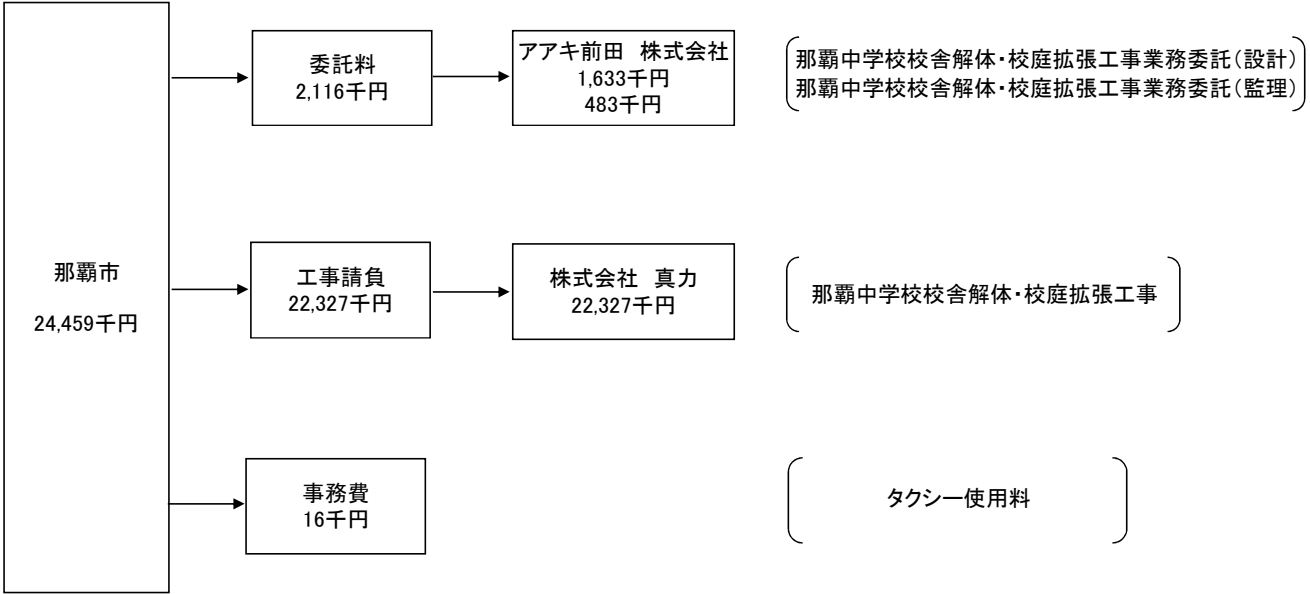 那覇市
24,459千円
委託料
2,116千円
アアキ前田　株式会社
1,633千円
483千円
那覇中学校校舎解体・校庭拡張工事業務委託（設計）
那覇中学校校舎解体・校庭拡張工事業務委託（監理）
工事請負
22,327千円
株式会社　真力
22,327千円
那覇中学校校舎解体・校庭拡張工事
事務費
16千円
タクシー使用料